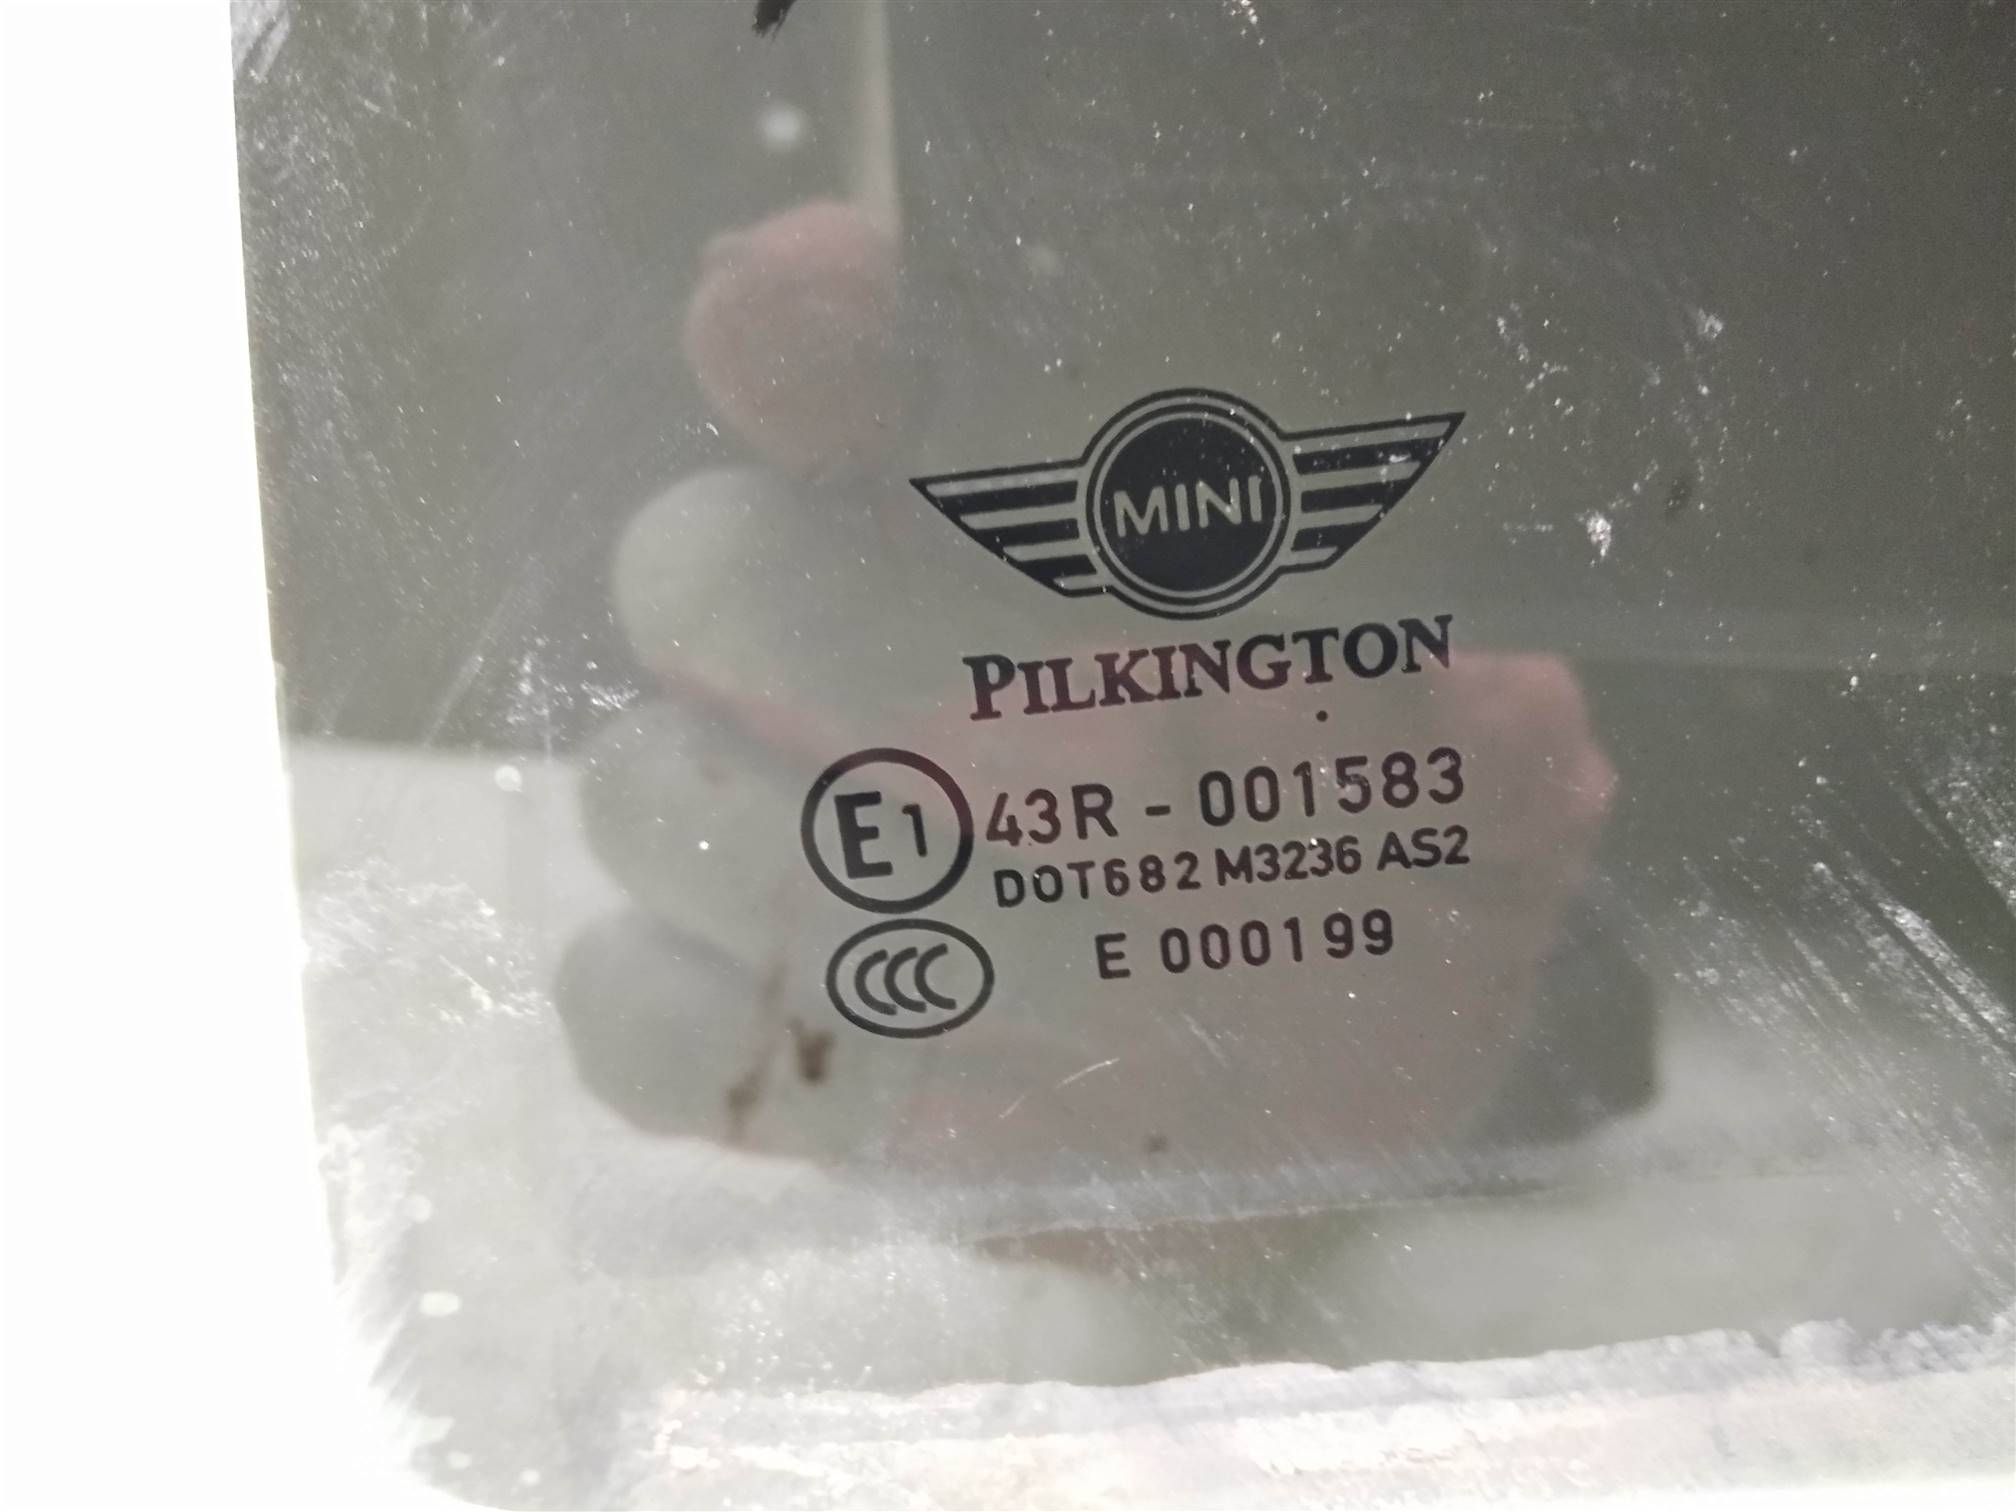 MINI
PILKINGTON
E1 43R - 001583
DOT682 M3236 AS2
CCC E 000199